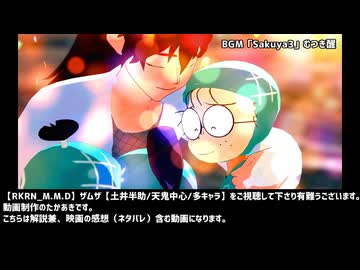 BGM「Sakuya3」むつき醒
【RKRN_M.M.D】ザムザ【土井半助/天鬼中心/多キャラ】をご視聴して下さり有難うございます。
動画制作のたかあきです。
こちらは解説兼、映画の感想（ネタバレ）含む動画になります。